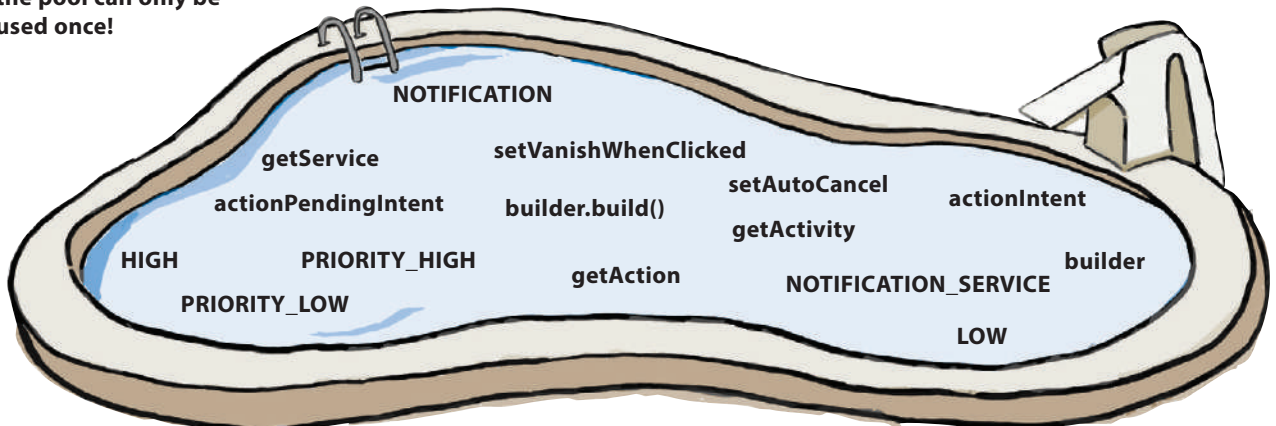 the pool can only be
used once!
NOTIFICATION
getService
setVanishWhenClicked
setAutoCancel
actionIntent
actionPendingIntent
builder.build()
getActivity
HIGH
PRIORITY_HIGH
getAction
NOTIFICATION_SERVICE
builder
PRIORITY_LOW
LOW